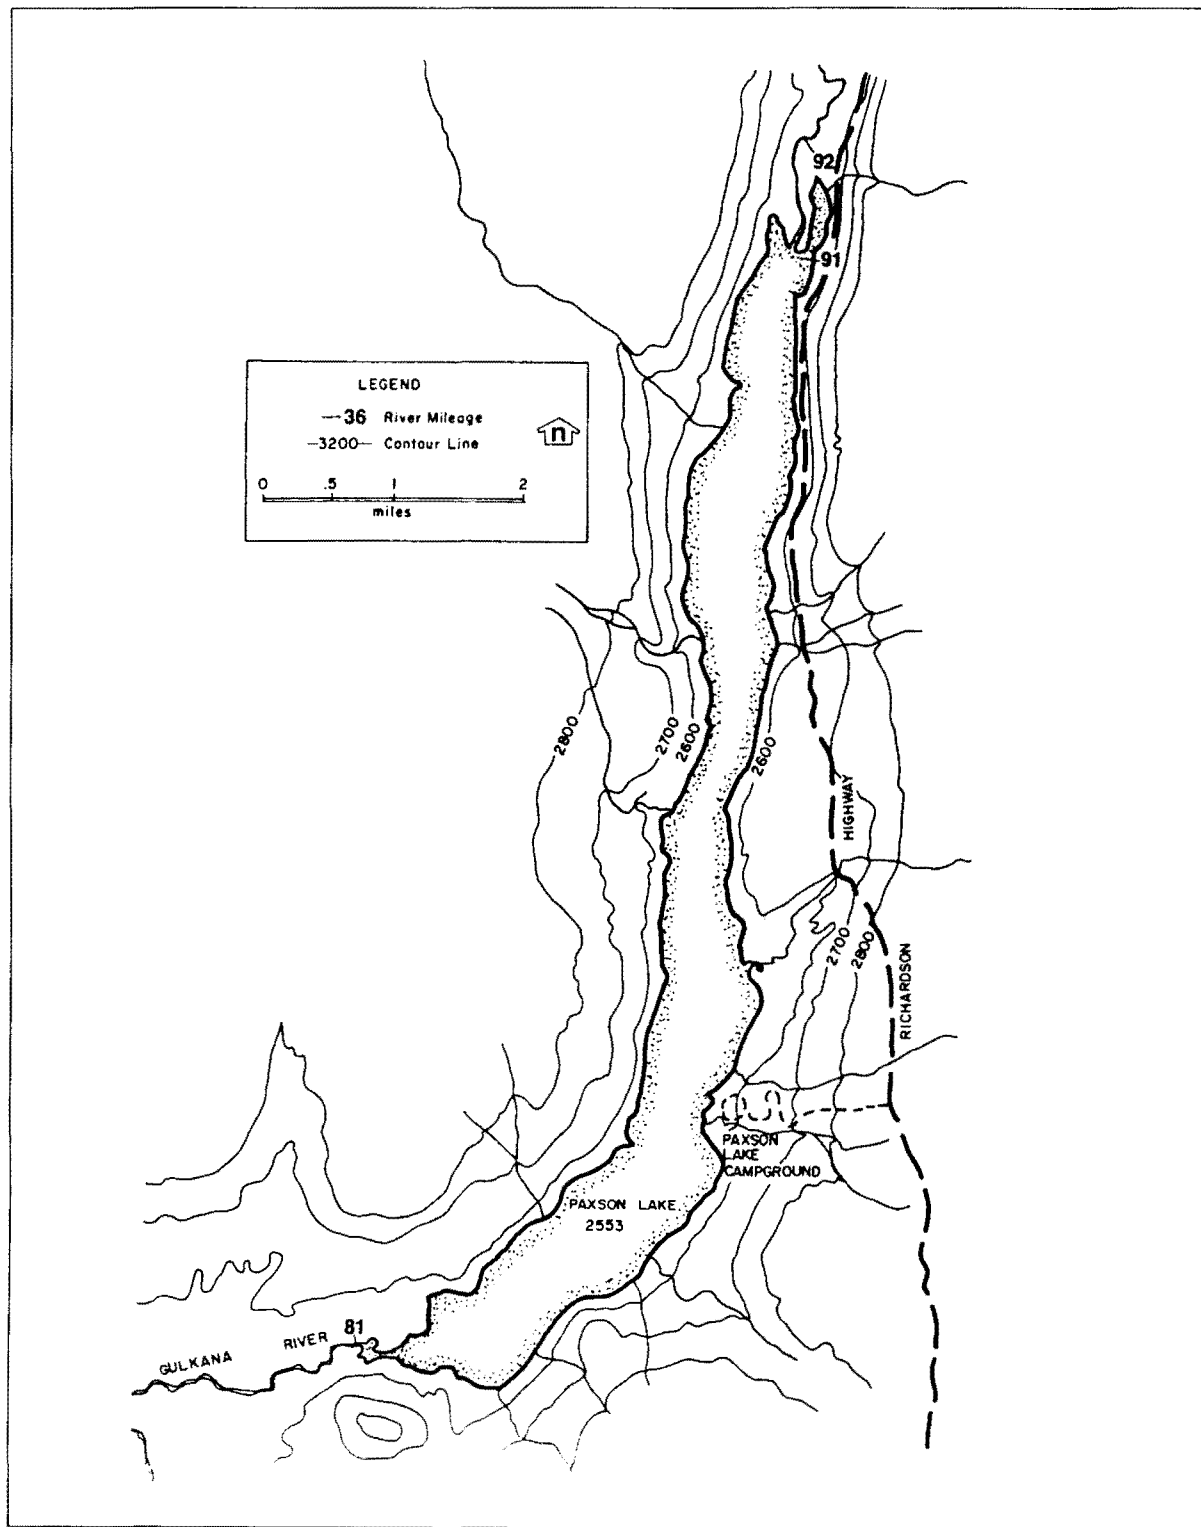 92
91
LEGEND
—36 River Mileage
—3200— Contour Line
n
0 .5 1 2
miles
2800
2700
2600
2600
HIGHWAY
2700
2800
RICHARDSON
PAXSON
LAKE
CAMPGROUND
PAXSON LAKE
2553
81
GULKANA RIVER